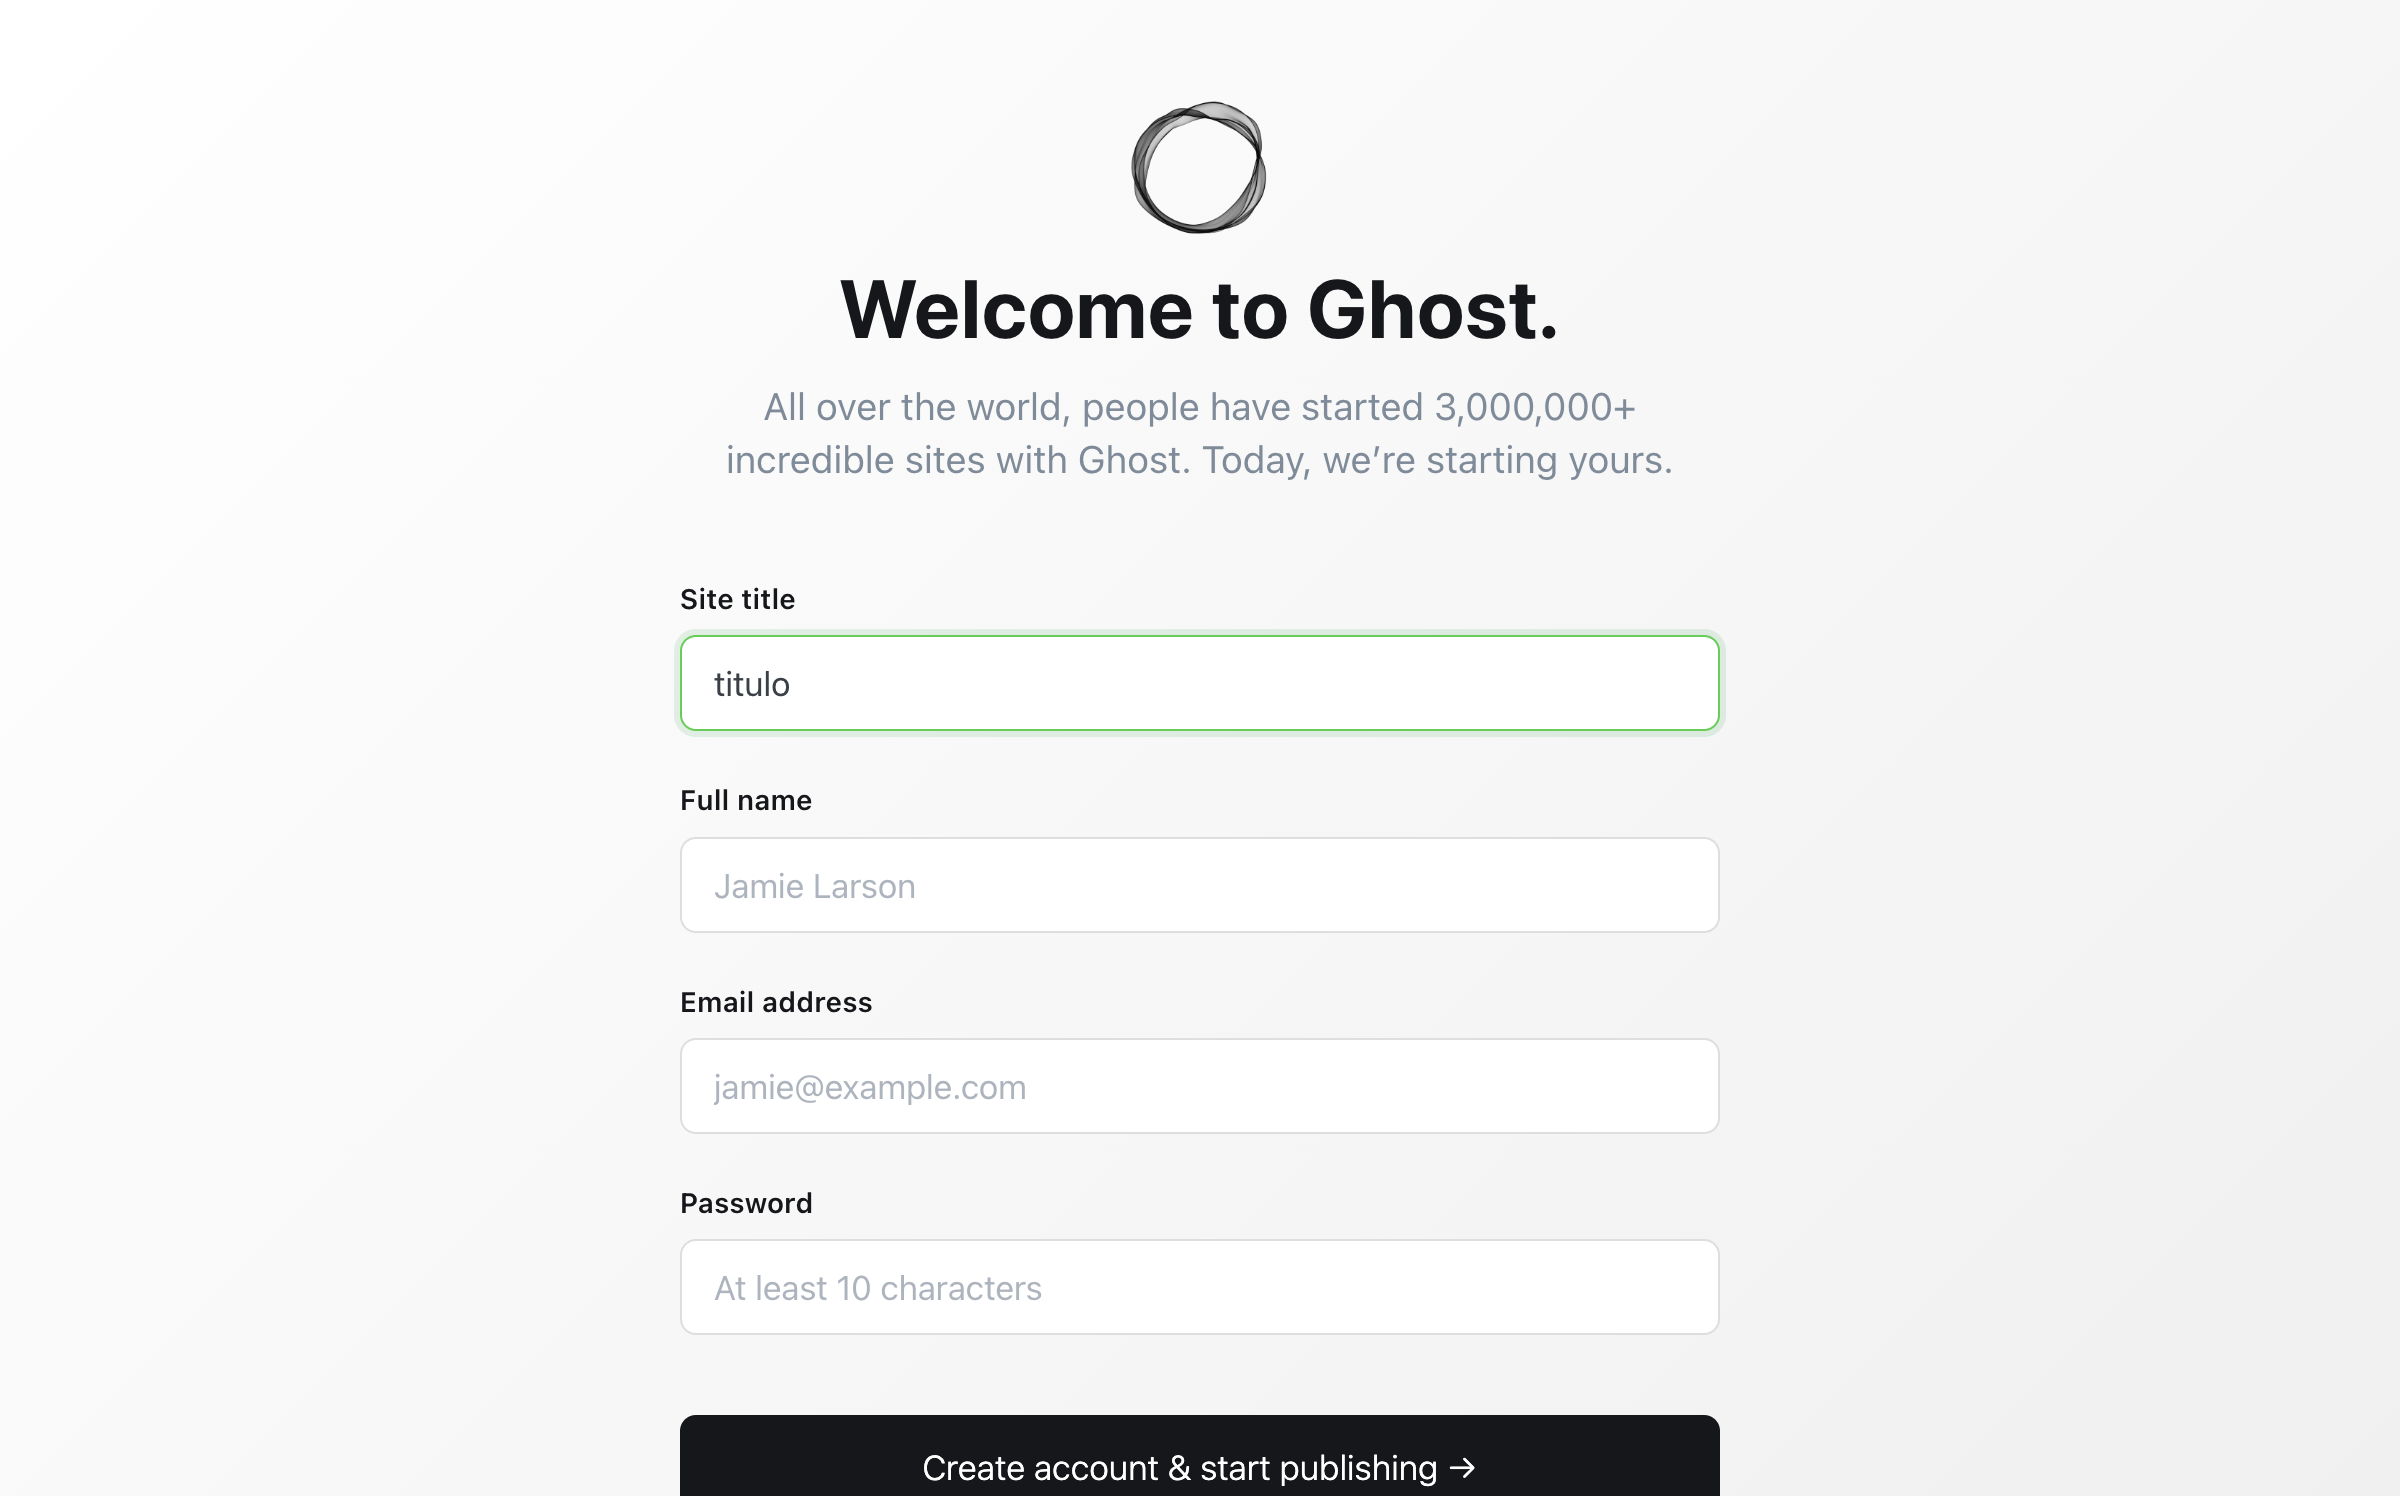 Welcome to Ghost.
All over the world, people have started 3,000,000+
incredible sites with Ghost. Today, we’re starting yours.
Site title
titulo
Full name
Jamie Larson
Email address
jamie@example.com
Password
At least 10 characters
Create account & start publishing →